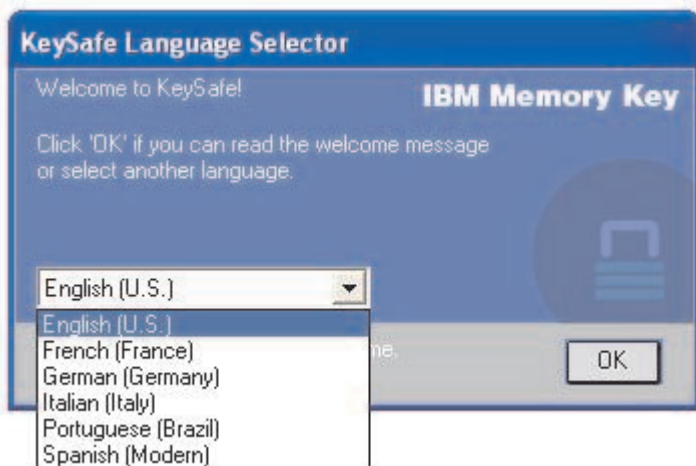 KeySafe Language Selector
Welcome to KeySafe!
IBM Memory Key
Click 'OK' if you can read the welcome message
or select another language.
English (U.S.)
English (U.S.)
French (France)
German (Germany)
Italian (Italy)
Portuguese (Brazil)
Spanish (Modern)
OK